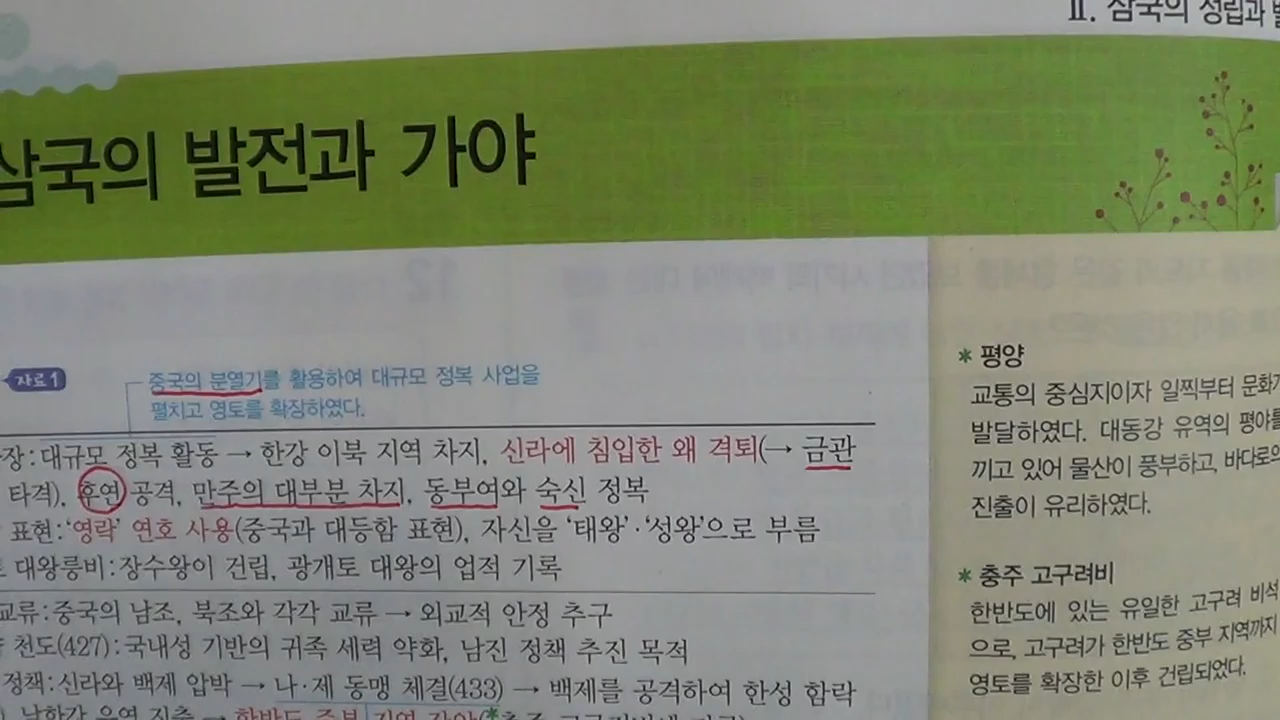 Ⅱ. 삼국의 성립과
삼국의 발전과 가야
자료 1
중국의 분열기를 활용하여 대규모 정복 사업을
펼치고 영토를 확장하였다.
장: 대규모 정복 활동 → 한강 이북 지역 차지, 신라에 침입한 왜 격퇴(→ 금관
타격), 후연 공격, 만주의 대부분 차지, 동부여와 숙신 정복
표현: '영락' 연호 사용(중국과 대등함 표현), 자신을 '태왕'·'성왕'으로 부름
대왕릉비: 장수왕이 건립, 광개토 대왕의 업적 기록
교류: 중국의 남조, 북조와 각각 교류 → 외교적 안정 추구
천도(427): 국내성 기반의 귀족 세력 약화, 남진 정책 추진 목적
정책: 신라와 백제 압박 → 나·제 동맹 체결(433) → 백제를 공격하여 한성 함락
남한강 유역 진출 → 한반도 중부 지역 장악
* 평양
교통의 중심지이자 일찍부터 문화가
발달하였다. 대동강 유역의 평야를
끼고 있어 물산이 풍부하고, 바다로의
진출이 유리하였다.
* 충주 고구려비
한반도에 있는 유일한 고구려 비석
으로, 고구려가 한반도 중부 지역까지
영토를 확장한 이후 건립되었다.